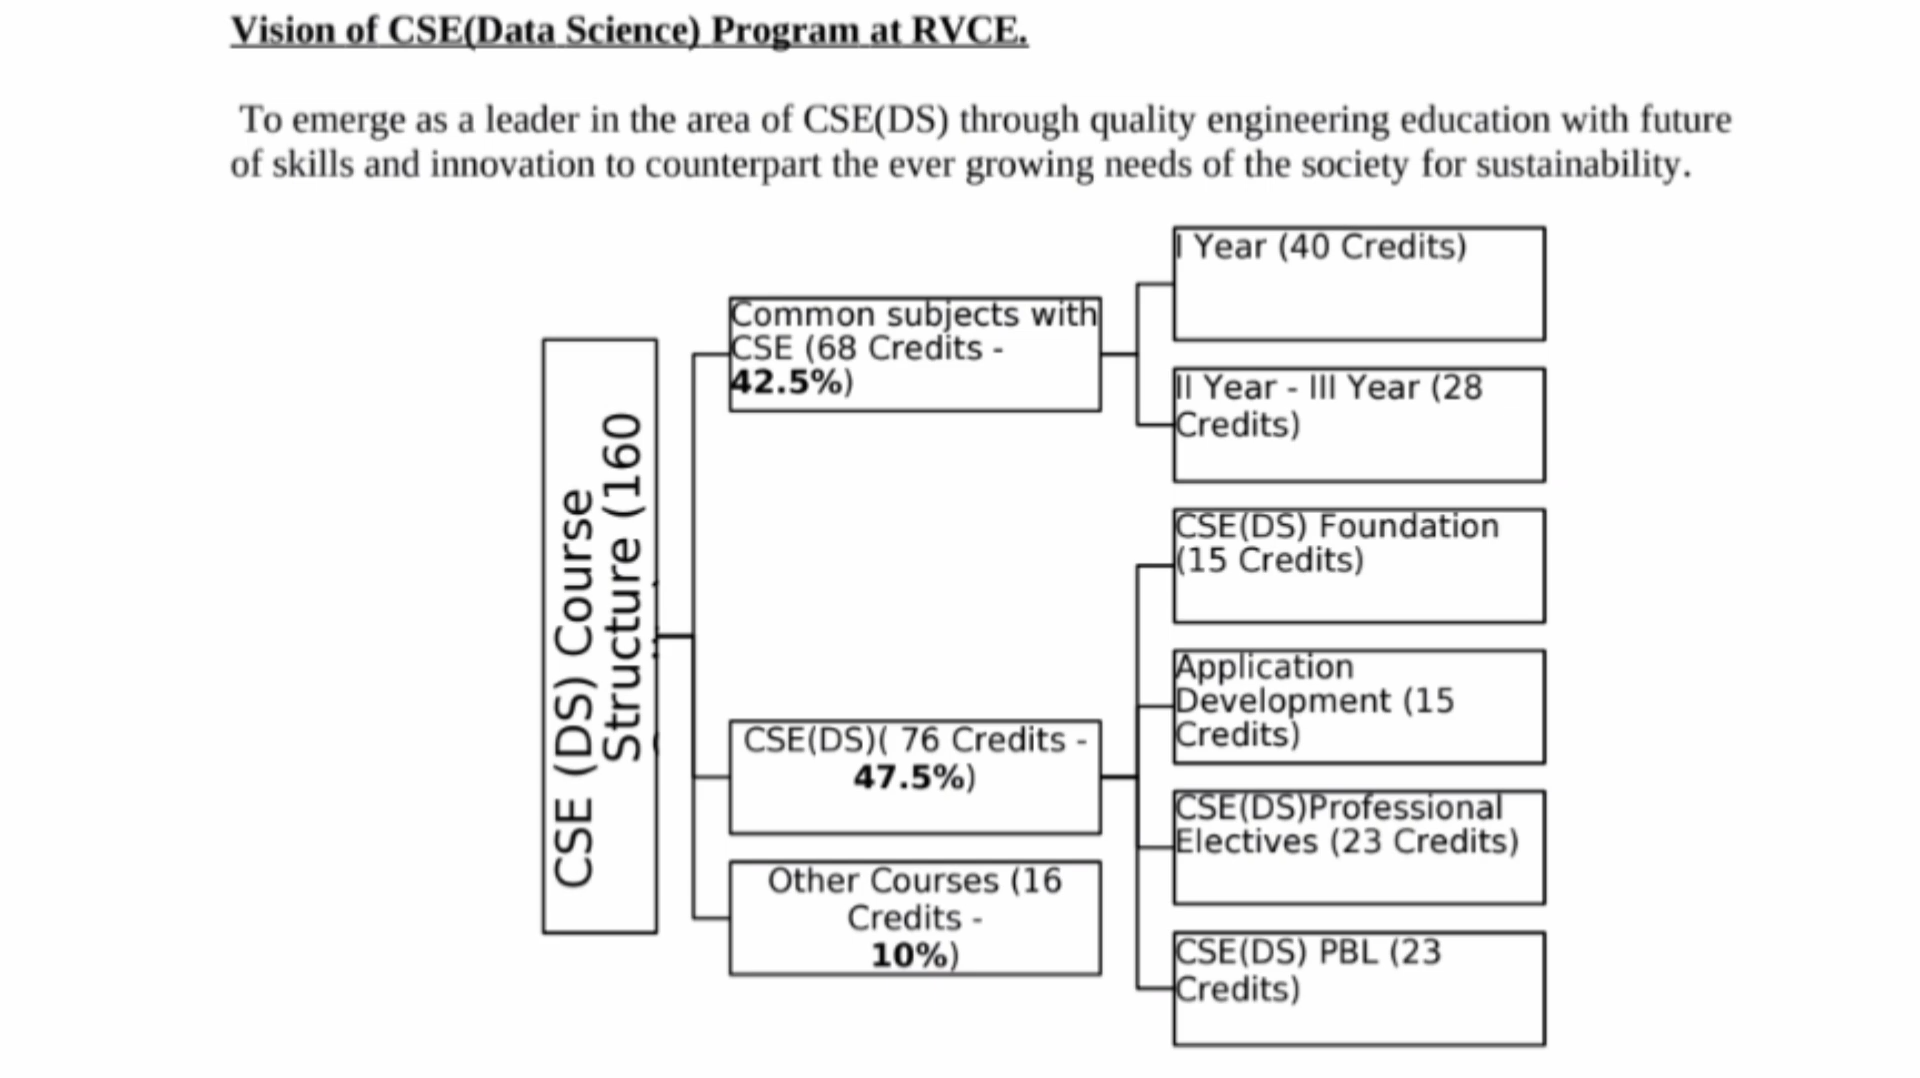 Vision of CSE(Data Science) Program at RVCE.
To emerge as a leader in the area of CSE(DS) through quality engineering education with future
of skills and innovation to counterpart the ever growing needs of the society for sustainability.
CSE (DS) Course
Structure (160
Common subjects with
CSE (68 Credits -
42.5%)
I Year (40 Credits)
II Year - III Year (28
Credits)
CSE(DS)( 76 Credits -
47.5%)
CSE(DS) Foundation
(15 Credits)
Application
Development (15
Credits)
CSE(DS)Professional
Electives (23 Credits)
CSE(DS) PBL (23
Credits)
Other Courses (16
Credits -
10%)